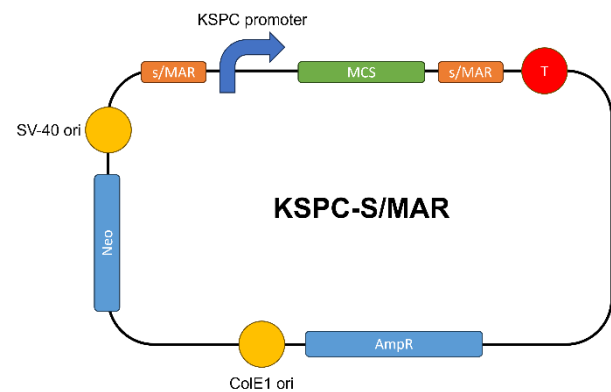 KSPC promoter
s/MAR
MCS
s/MAR
T
SV-40 ori
Neo
KSPC-S/MAR
AmpR
ColE1 ori